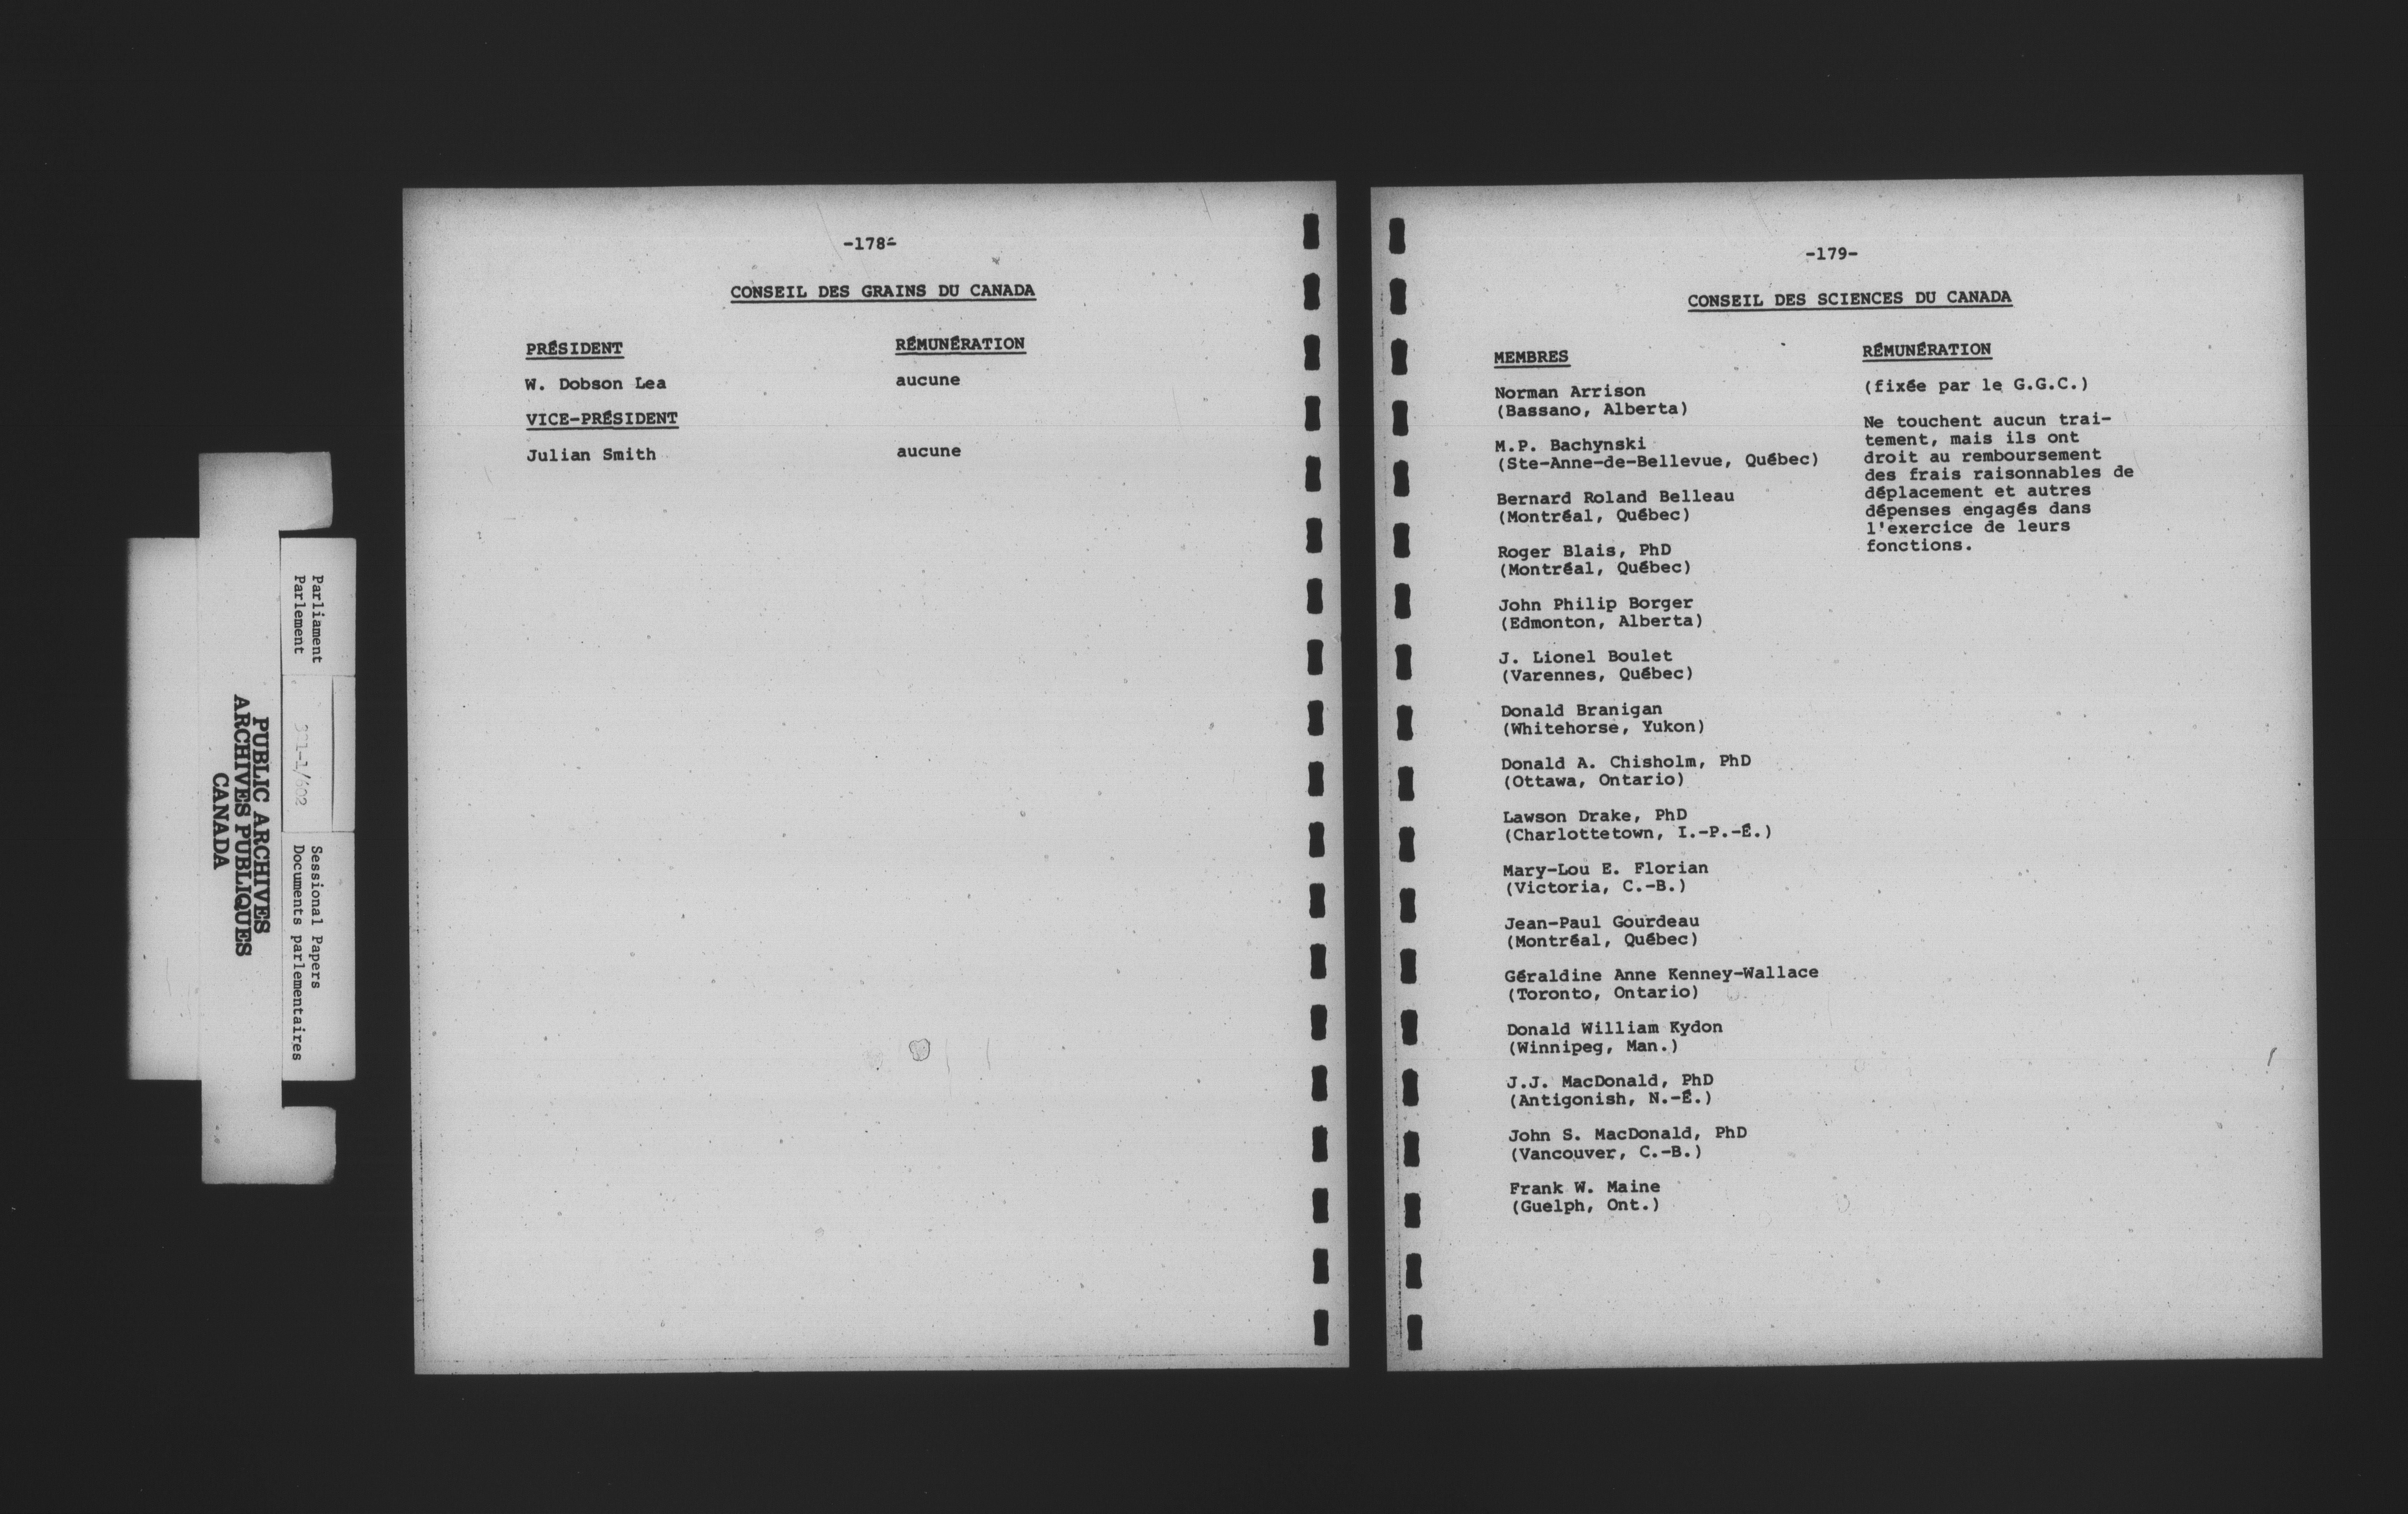 Parliament
Parlement
Sessional Papers
Documents parlementaires
PUBLIC ARCHIVES
ARCHIVES PUBLIQUES
CANADA
-178-
CONSEIL DES GRAINS DU CANADA
PRÉSIDENT RÉMUNÉRATION
W. Dobson Lea aucune
VICE-PRÉSIDENT
Julian Smith aucune
-179-
CONSEIL DES SCIENCES DU CANADA
MEMBRES
Norman Arrison
(Bassano, Alberta)
M.P. Bachynski
(Ste-Anne-de-Bellevue, Québec)
Bernard Roland Belleau
(Montréal, Québec)
Roger Blais, PhD
(Montréal, Québec)
John Philip Borger
(Edmonton, Alberta)
J. Lionel Boulet
(Varennes, Québec)
Donald Branigan
(Whitehorse, Yukon)
Donald A. Chisholm, PhD
(Ottawa, Ontario)
Lawson Drake, PhD
(Charlottetown, I.-P.-É.)
Mary-Lou E. Florian
(Victoria, C.-B.)
Jean-Paul Gourdeau
(Montréal, Québec)
Géraldine Anne Kenney-Wallace
(Toronto, Ontario)
Donald William Kydon
(Winnipeg, Man.)
J.J. MacDonald, PhD
(Antigonish, N.-É.)
John S. MacDonald, PhD
(Vancouver, C.-B.)
Frank W. Maine
(Guelph, Ont.)
RÉMUNÉRATION
(fixée par le G.G.C.)
Ne touchent aucun trai-
tement, mais ils ont
droit au remboursement
des frais raisonnables de
déplacement et autres
dépenses engagés dans
l'exercice de leurs
fonctions.